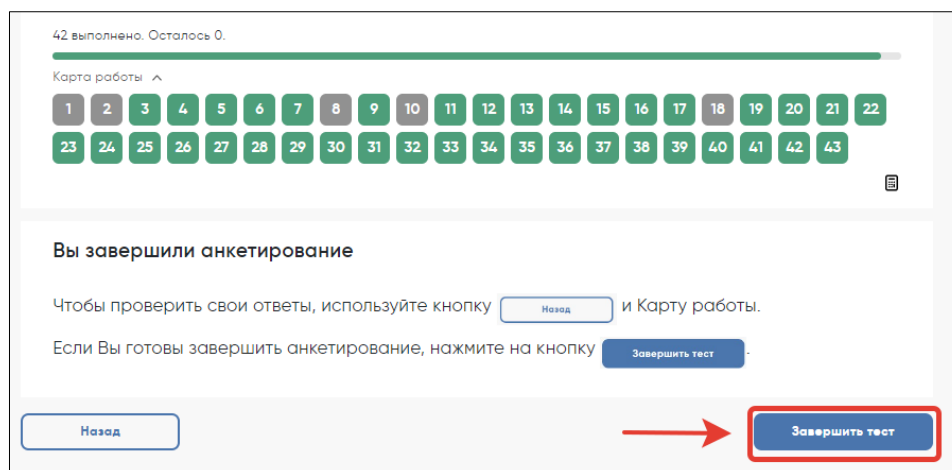 42 выполнено. Осталось 0.
Карта работы
1 2 3 4 5 6 7 8 9 10 11 12 13 14 15 16 17 18 19 20 21 22
23 24 25 26 27 28 29 30 31 32 33 34 35 36 37 38 39 40 41 42 43
Вы завершили анкетирование
Чтобы проверить свои ответы, используйте кнопку Назад и Карту работы.
Если Вы готовы завершить анкетирование, нажмите на кнопку Завершить тест.
Назад Завершить тест